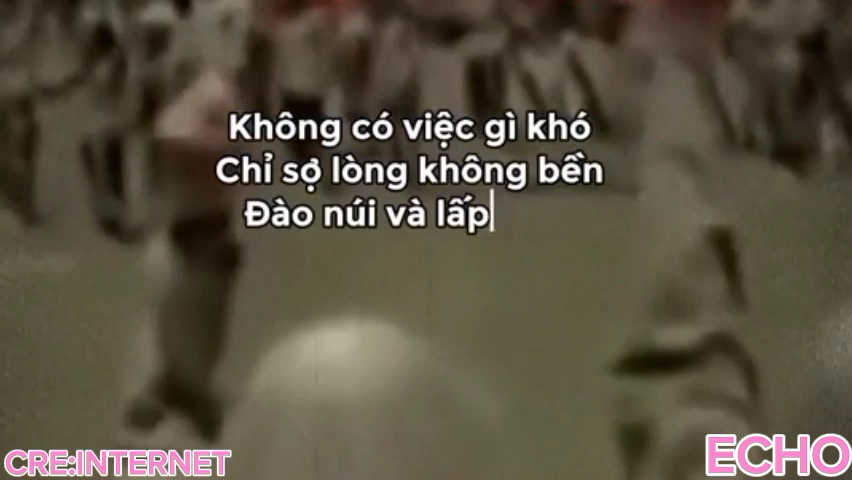 Không có việc gì khó
Chỉ sợ lòng không bền
Đào núi và lấp
CRE:INTERNET
ECHO